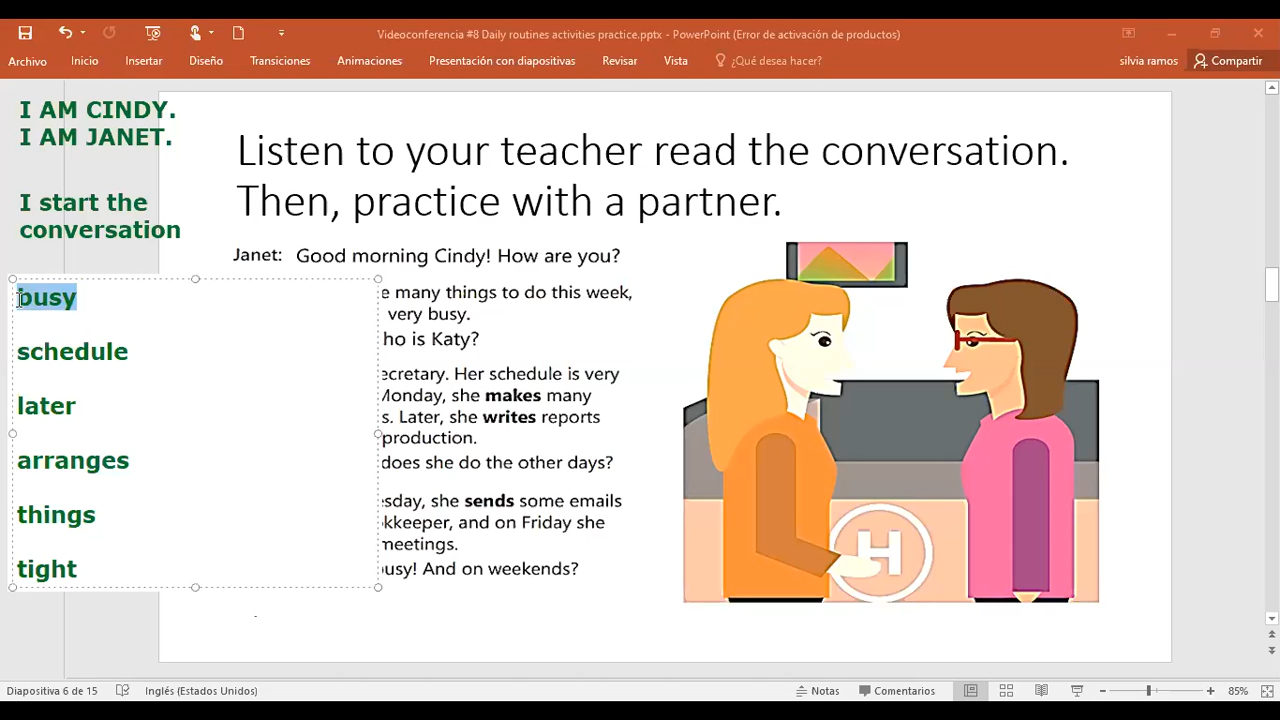 Videoconferencia #8 Daily routines activities practice.pptx - PowerPoint (Error de activación de productos)
Archivo Inicio Insertar Diseño Transiciones Animaciones Presentación con diapositivas Revisar Vista ¿Qué desea hacer? silvia ramos Compartir
I AM CINDY.
I AM JANET.
I start the
conversation
busy
schedule
later
arranges
things
tight
Listen to your teacher read the conversation.
Then, practice with a partner.
Janet: Good morning Cindy! How are you?
many things to do this week,
very busy.
is Katy?
Her schedule is very
Monday, she makes many
Later, she writes reports
production.
does she do the other days?
she sends some emails
and on Friday she
meetings.
And on weekends?
H
Diapositiva 6 de 15 Inglés (Estados Unidos) Notas Comentarios 85%